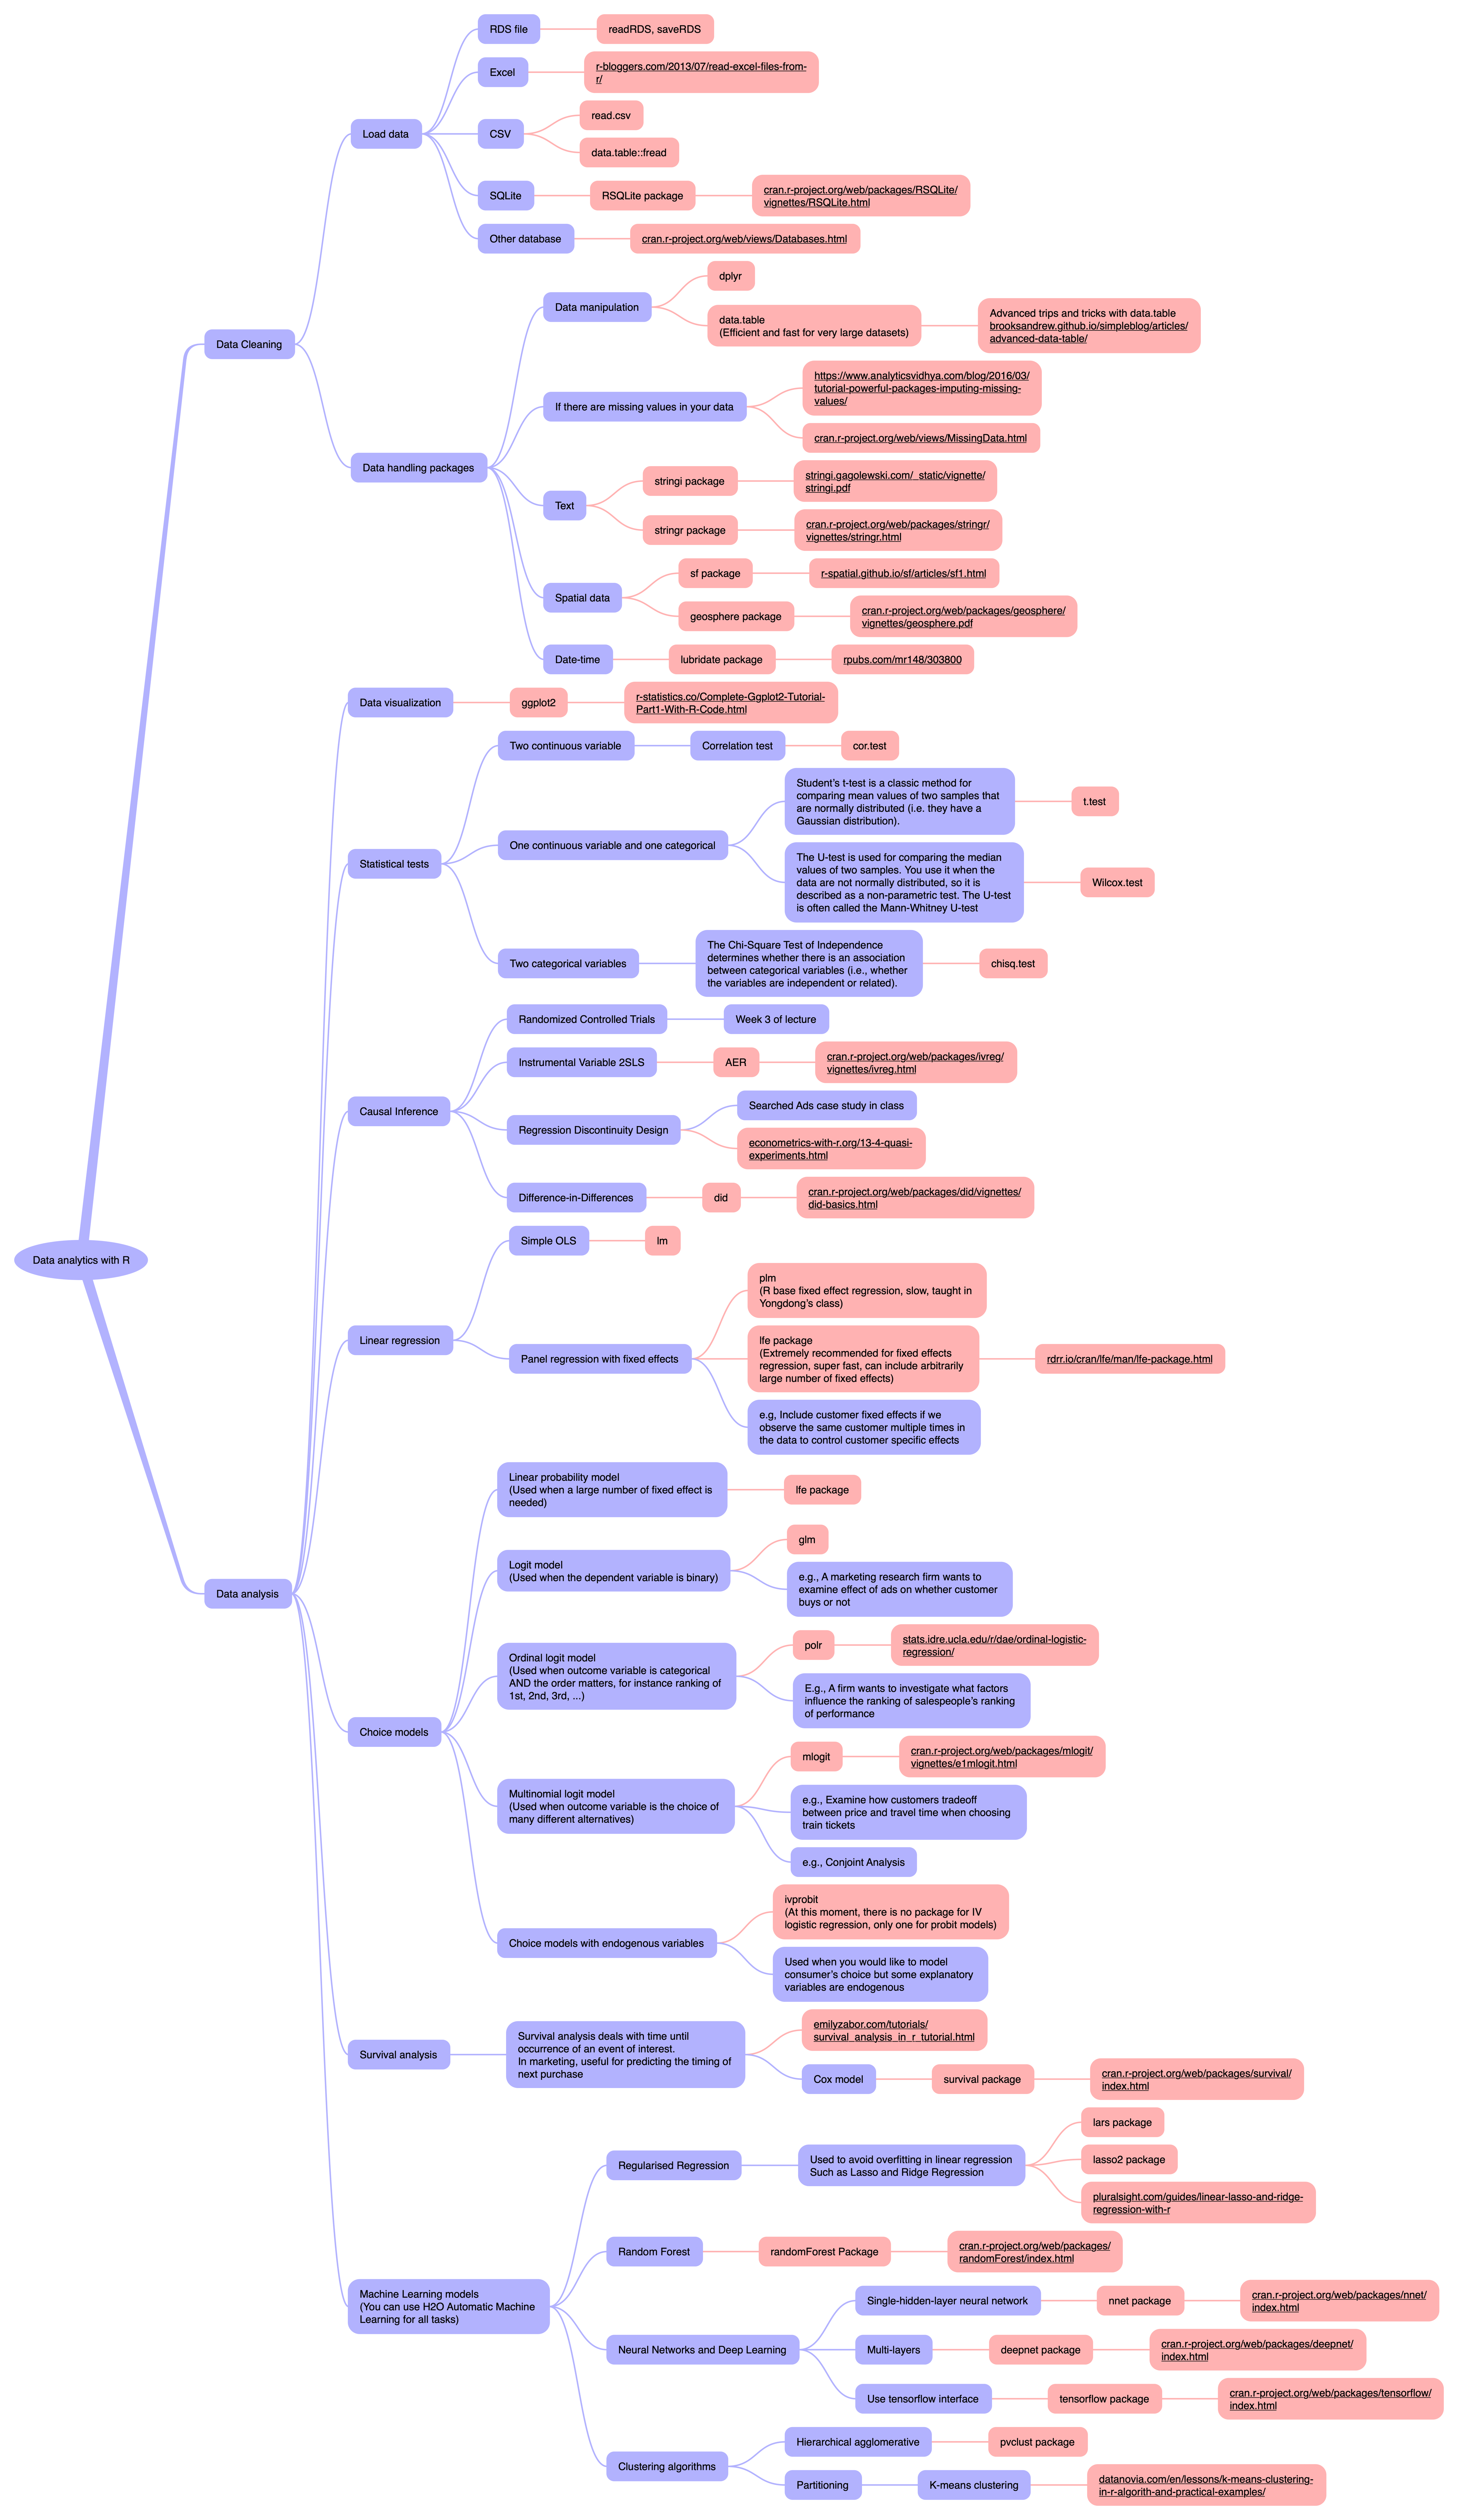 RDS file
readRDS, saveRDS
Excel
r-bloggers.com/2013/07/read-excel-files-from-
r/
Load data
CSV
read.csv
data.table::fread
SQLite
RSQLite package
cran.r-project.org/web/packages/RSQLite/
vignettes/RSQLite.html
Other database
cran.r-project.org/web/views/Databases.html
Data Cleaning
Data handling packages
Data manipulation
dplyr
data.table
(Efficient and fast for very large datasets)
Advanced trips and tricks with data.table
brooksandrew.github.io/simpleblog/articles/
advanced-data-table/
If there are missing values in your data
https://www.analyticsvidhya.com/blog/2016/03/
tutorial-powerful-packages-imputing-missing-
values/
cran.r-project.org/web/views/MissingData.html
Text
stringi package
stringi.gagolewski.com/_static/vignette/
stringi.pdf
stringr package
cran.r-project.org/web/packages/stringr/
vignettes/stringr.html
Spatial data
sf package
r-spatial.github.io/sf/articles/sf1.html
geosphere package
cran.r-project.org/web/packages/geosphere/
vignettes/geosphere.pdf
Date-time
lubridate package
rpubs.com/mr148/303800
Data analytics with R
Data analysis
Data visualization
ggplot2
r-statistics.co/Complete-Ggplot2-Tutorial-
Part1-With-R-Code.html
Statistical tests
Two continuous variable
Correlation test
cor.test
One continuous variable and one categorical
Student's t-test is a classic method for
comparing mean values of two samples that
are normally distributed (i.e. they have a
Gaussian distribution).
t.test
The U-test is used for comparing the median
values of two samples. You use it when the
data are not normally distributed, so it is
described as a non-parametric test. The U-test
is often called the Mann-Whitney U-test
Wilcox.test
Two categorical variables
The Chi-Square Test of Independence
determines whether there is an association
between categorical variables (i.e., whether
the variables are independent or related).
chisq.test
Causal Inference
Randomized Controlled Trials
Week 3 of lecture
Instrumental Variable 2SLS
AER
cran.r-project.org/web/packages/ivreg/
vignettes/ivreg.html
Regression Discontinuity Design
Searched Ads case study in class
econometrics-with-r.org/13-4-quasi-
experiments.html
Difference-in-Differences
did
cran.r-project.org/web/packages/did/vignettes/
did-basics.html
Linear regression
Simple OLS
lm
Panel regression with fixed effects
plm
(R base fixed effect regression, slow, taught in
Yongdong's class)
lfe package
(Extremely recommended for fixed effects
regression, super fast, can include arbitrarily
large number of fixed effects)
rdrr.io/cran/lfe/man/lfe-package.html
e.g, Include customer fixed effects if we
observe the same customer multiple times in
the data to control customer specific effects
Choice models
Linear probability model
(Used when a large number of fixed effect is
needed)
lfe package
Logit model
(Used when the dependent variable is binary)
glm
e.g., A marketing research firm wants to
examine effect of ads on whether customer
buys or not
Ordinal logit model
(Used when outcome variable is categorical
AND the order matters, for instance ranking of
1st, 2nd, 3rd, ...)
polr
stats.idre.ucla.edu/r/dae/ordinal-logistic-
regression/
E.g., A firm wants to investigate what factors
influence the ranking of salespeople's ranking
of performance
Multinomial logit model
(Used when outcome variable is the choice of
many different alternatives)
mlogit
cran.r-project.org/web/packages/mlogit/
vignettes/e1mlogit.html
e.g., Examine how customers tradeoff
between price and travel time when choosing
train tickets
e.g., Conjoint Analysis
Choice models with endogenous variables
ivprobit
(At this moment, there is no package for IV
logistic regression, only one for probit models)
Used when you would like to model
consumer's choice but some explanatory
variables are endogenous
Survival analysis
Survival analysis deals with time until
occurrence of an event of interest.
In marketing, useful for predicting the timing of
next purchase
emilyzabor.com/tutorials/
survival_analysis_in_r_tutorial.html
Cox model
survival package
cran.r-project.org/web/packages/survival/
index.html
Machine Learning models
(You can use H2O Automatic Machine
Learning for all tasks)
Regularised Regression
Used to avoid overfitting in linear regression
Such as Lasso and Ridge Regression
lars package
lasso2 package
pluralsight.com/guides/linear-lasso-and-ridge-
regression-with-r
Random Forest
randomForest Package
cran.r-project.org/web/packages/
randomForest/index.html
Neural Networks and Deep Learning
Single-hidden-layer neural network
nnet package
cran.r-project.org/web/packages/nnet/
index.html
Multi-layers
deepnet package
cran.r-project.org/web/packages/deepnet/
index.html
Use tensorflow interface
tensorflow package
cran.r-project.org/web/packages/tensorflow/
index.html
Clustering algorithms
Hierarchical agglomerative
pvclust package
Partitioning
K-means clustering
datanovia.com/en/lessons/k-means-clustering-
in-r-algorith-and-practical-examples/